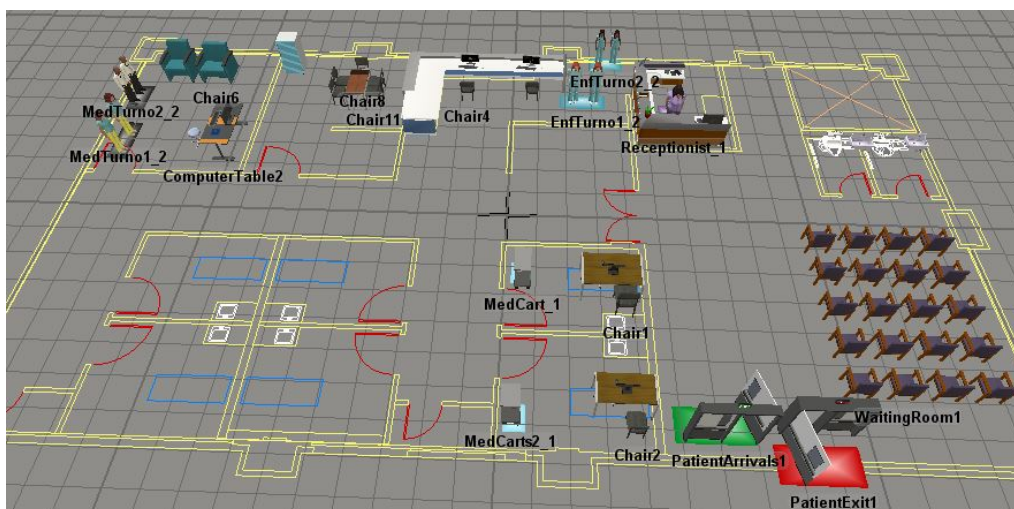 EnfTurno2_2
MedTurno2_2
Chair6
Chair8
Chair11
Chair4
EnfTurno1_2
MedTurno1_2
Receptionist_1
ComputerTable2
MedCart_1
Chair1
WaitingRoom1
MedCarts2_1
Chair2
PatientArrivals1
PatientExit1